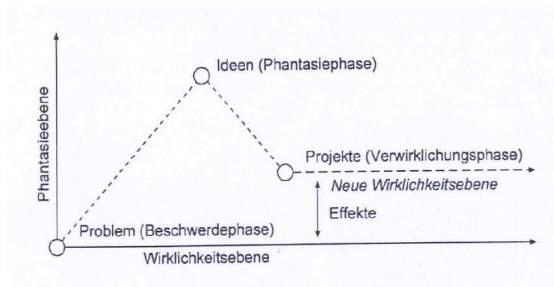 Ideen (Phantasiephase)
Phantasieebene
Projekte (Verwirklichungsphase)
Neue Wirklichkeitsebene
Effekte
Problem (Beschwerdephase)
Wirklichkeitsebene